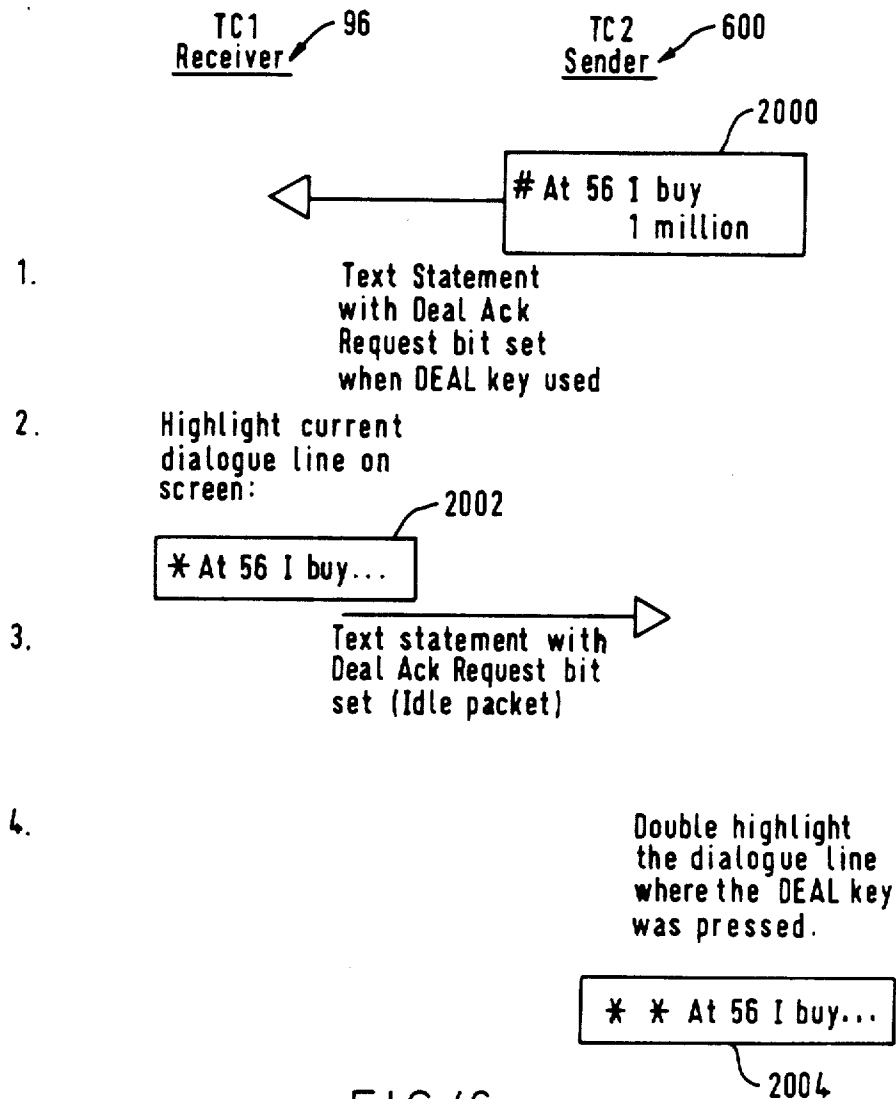 TC1 96
Receiver
TC2 600
Sender
2000
# At 56 I buy
1 million
1. Text Statement
with Deal Ack
Request bit set
when DEAL key used
2. Highlight current
dialogue line on
screen:
2002
* At 56 I buy...
3. Text statement with
Deal Ack Request bit
set (Idle packet)
4. Double highlight
the dialogue line
where the DEAL key
was pressed.
* * At 56 I buy...
2004